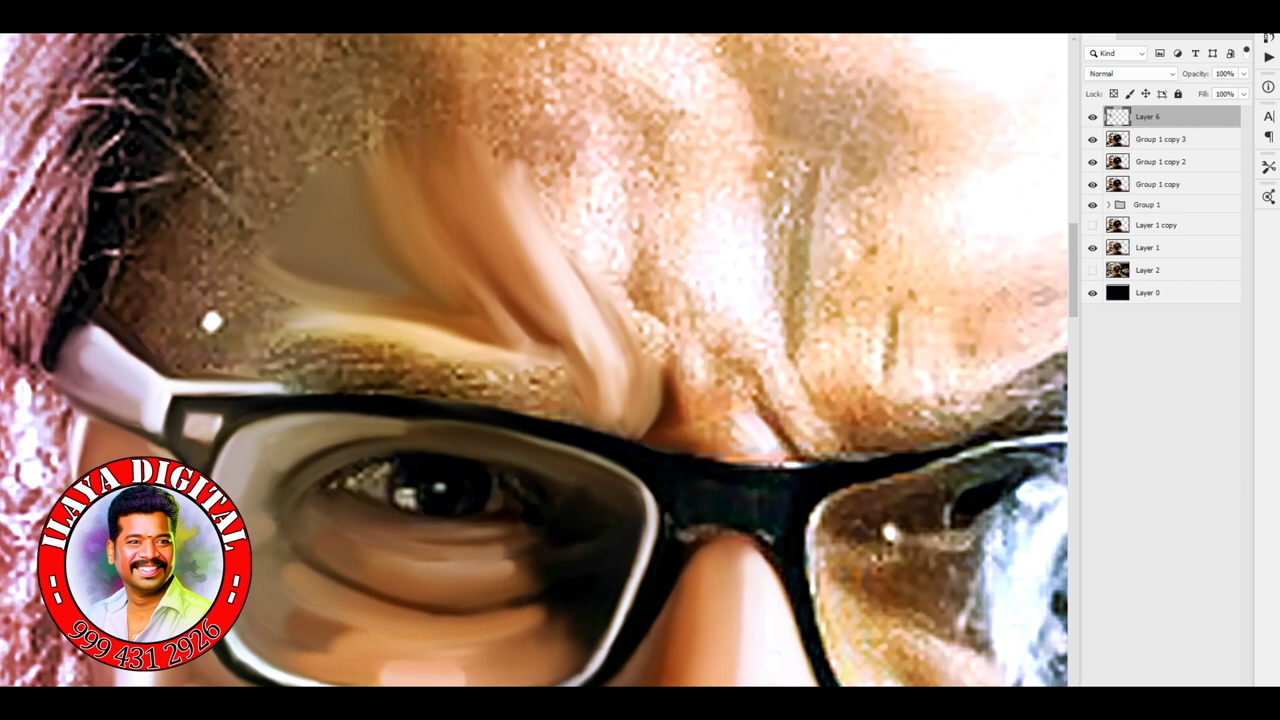 Kind
Normal
Opacity: 100%
Lock:
Fill: 100%
Layer 6
Group 1 copy 3
Group 1 copy 2
Group 1 copy
Group 1
Layer 1 copy
Layer 1
Layer 2
Layer 0
ILAYA DIGITAL
999 431 2926